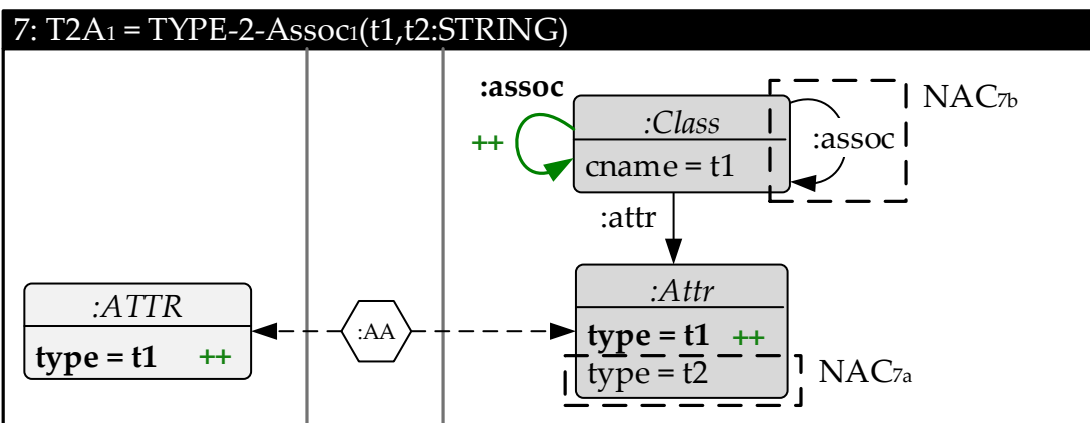 7: T2A₁ = TYPE-2-Assoc₁(t1,t2:STRING)
:assoc
++
:Class
cname = t1
:assoc
NAC₇b
:attr
:ATTR
type = t1 ++
:AA
:Attr
type = t1 ++
type = t2
NAC₇a